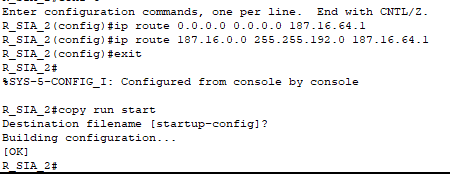 Enter configuration commands, one per line.  End with CNTL/Z.
R_SIA_2(config)#ip route 0.0.0.0 0.0.0.0 187.16.64.1
R_SIA_2(config)#ip route 187.16.0.0 255.255.192.0 187.16.64.1
R_SIA_2(config)#exit
R_SIA_2#
%SYS-5-CONFIG_I: Configured from console by console
R_SIA_2#copy run start
Destination filename [startup-config]?
Building configuration...
[OK]
R_SIA_2#